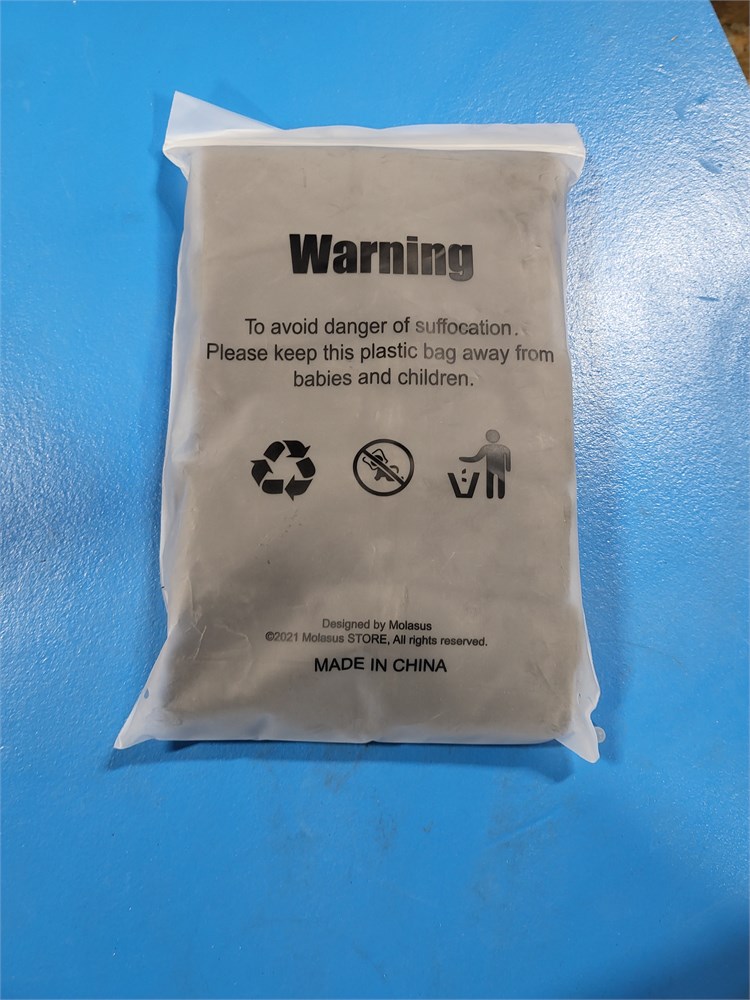 Warning
To avoid danger of suffocation.
Please keep this plastic bag away from
babies and children.
Designed by Molasus
©2021 Molasus STORE, All rights reserved.
MADE IN CHINA